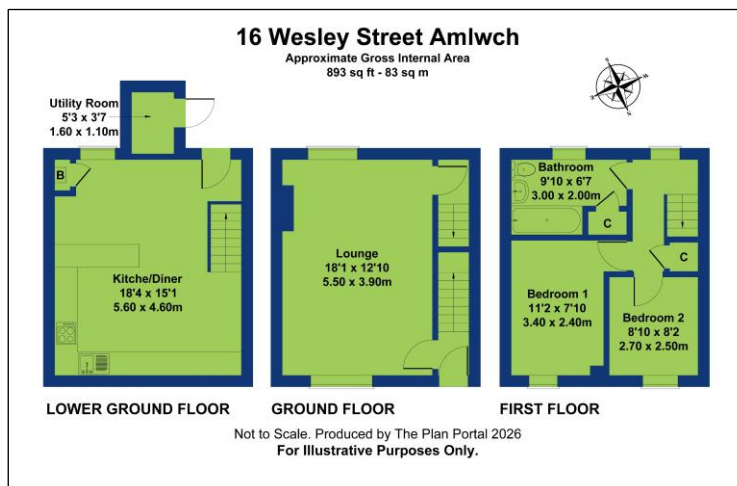 16 Wesley Street Amlwch
Approximate Gross Internal Area
893 sq ft - 83 sq m
Utility Room
5'3 x 3'7
1.60 x 1.10m
B
Kitche/Diner
18'4 x 15'1
5.60 x 4.60m
LOWER GROUND FLOOR
Lounge
18'1 x 12'10
5.50 x 3.90m
GROUND FLOOR
Bathroom
9'10 x 6'7
3.00 x 2.00m
C
C
Bedroom 1
11'2 x 7'10
3.40 x 2.40m
Bedroom 2
8'10 x 8'2
2.70 x 2.50m
FIRST FLOOR
Not to Scale. Produced by The Plan Portal 2026
For Illustrative Purposes Only.